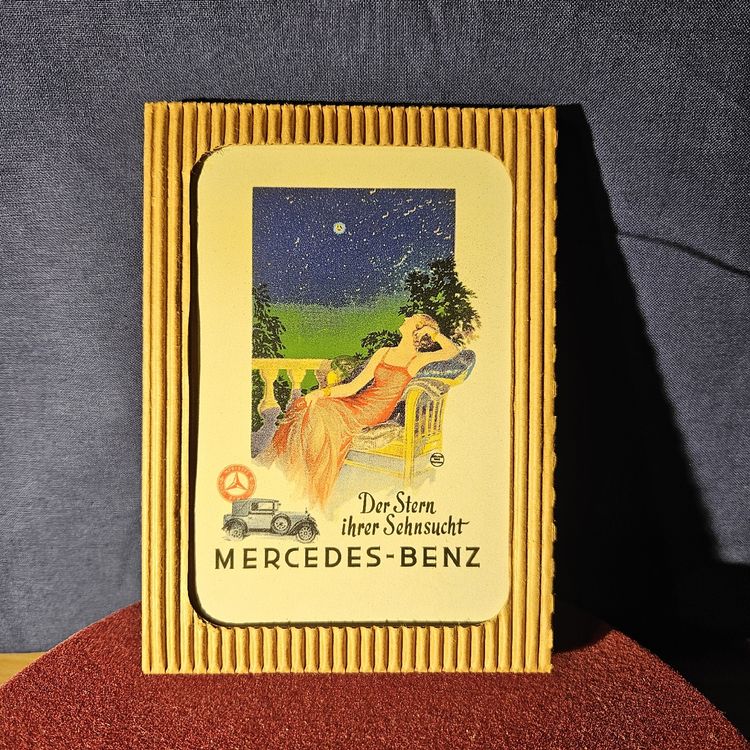 Der Stern
ihrer Sehnsucht
MERCEDES-BENZ